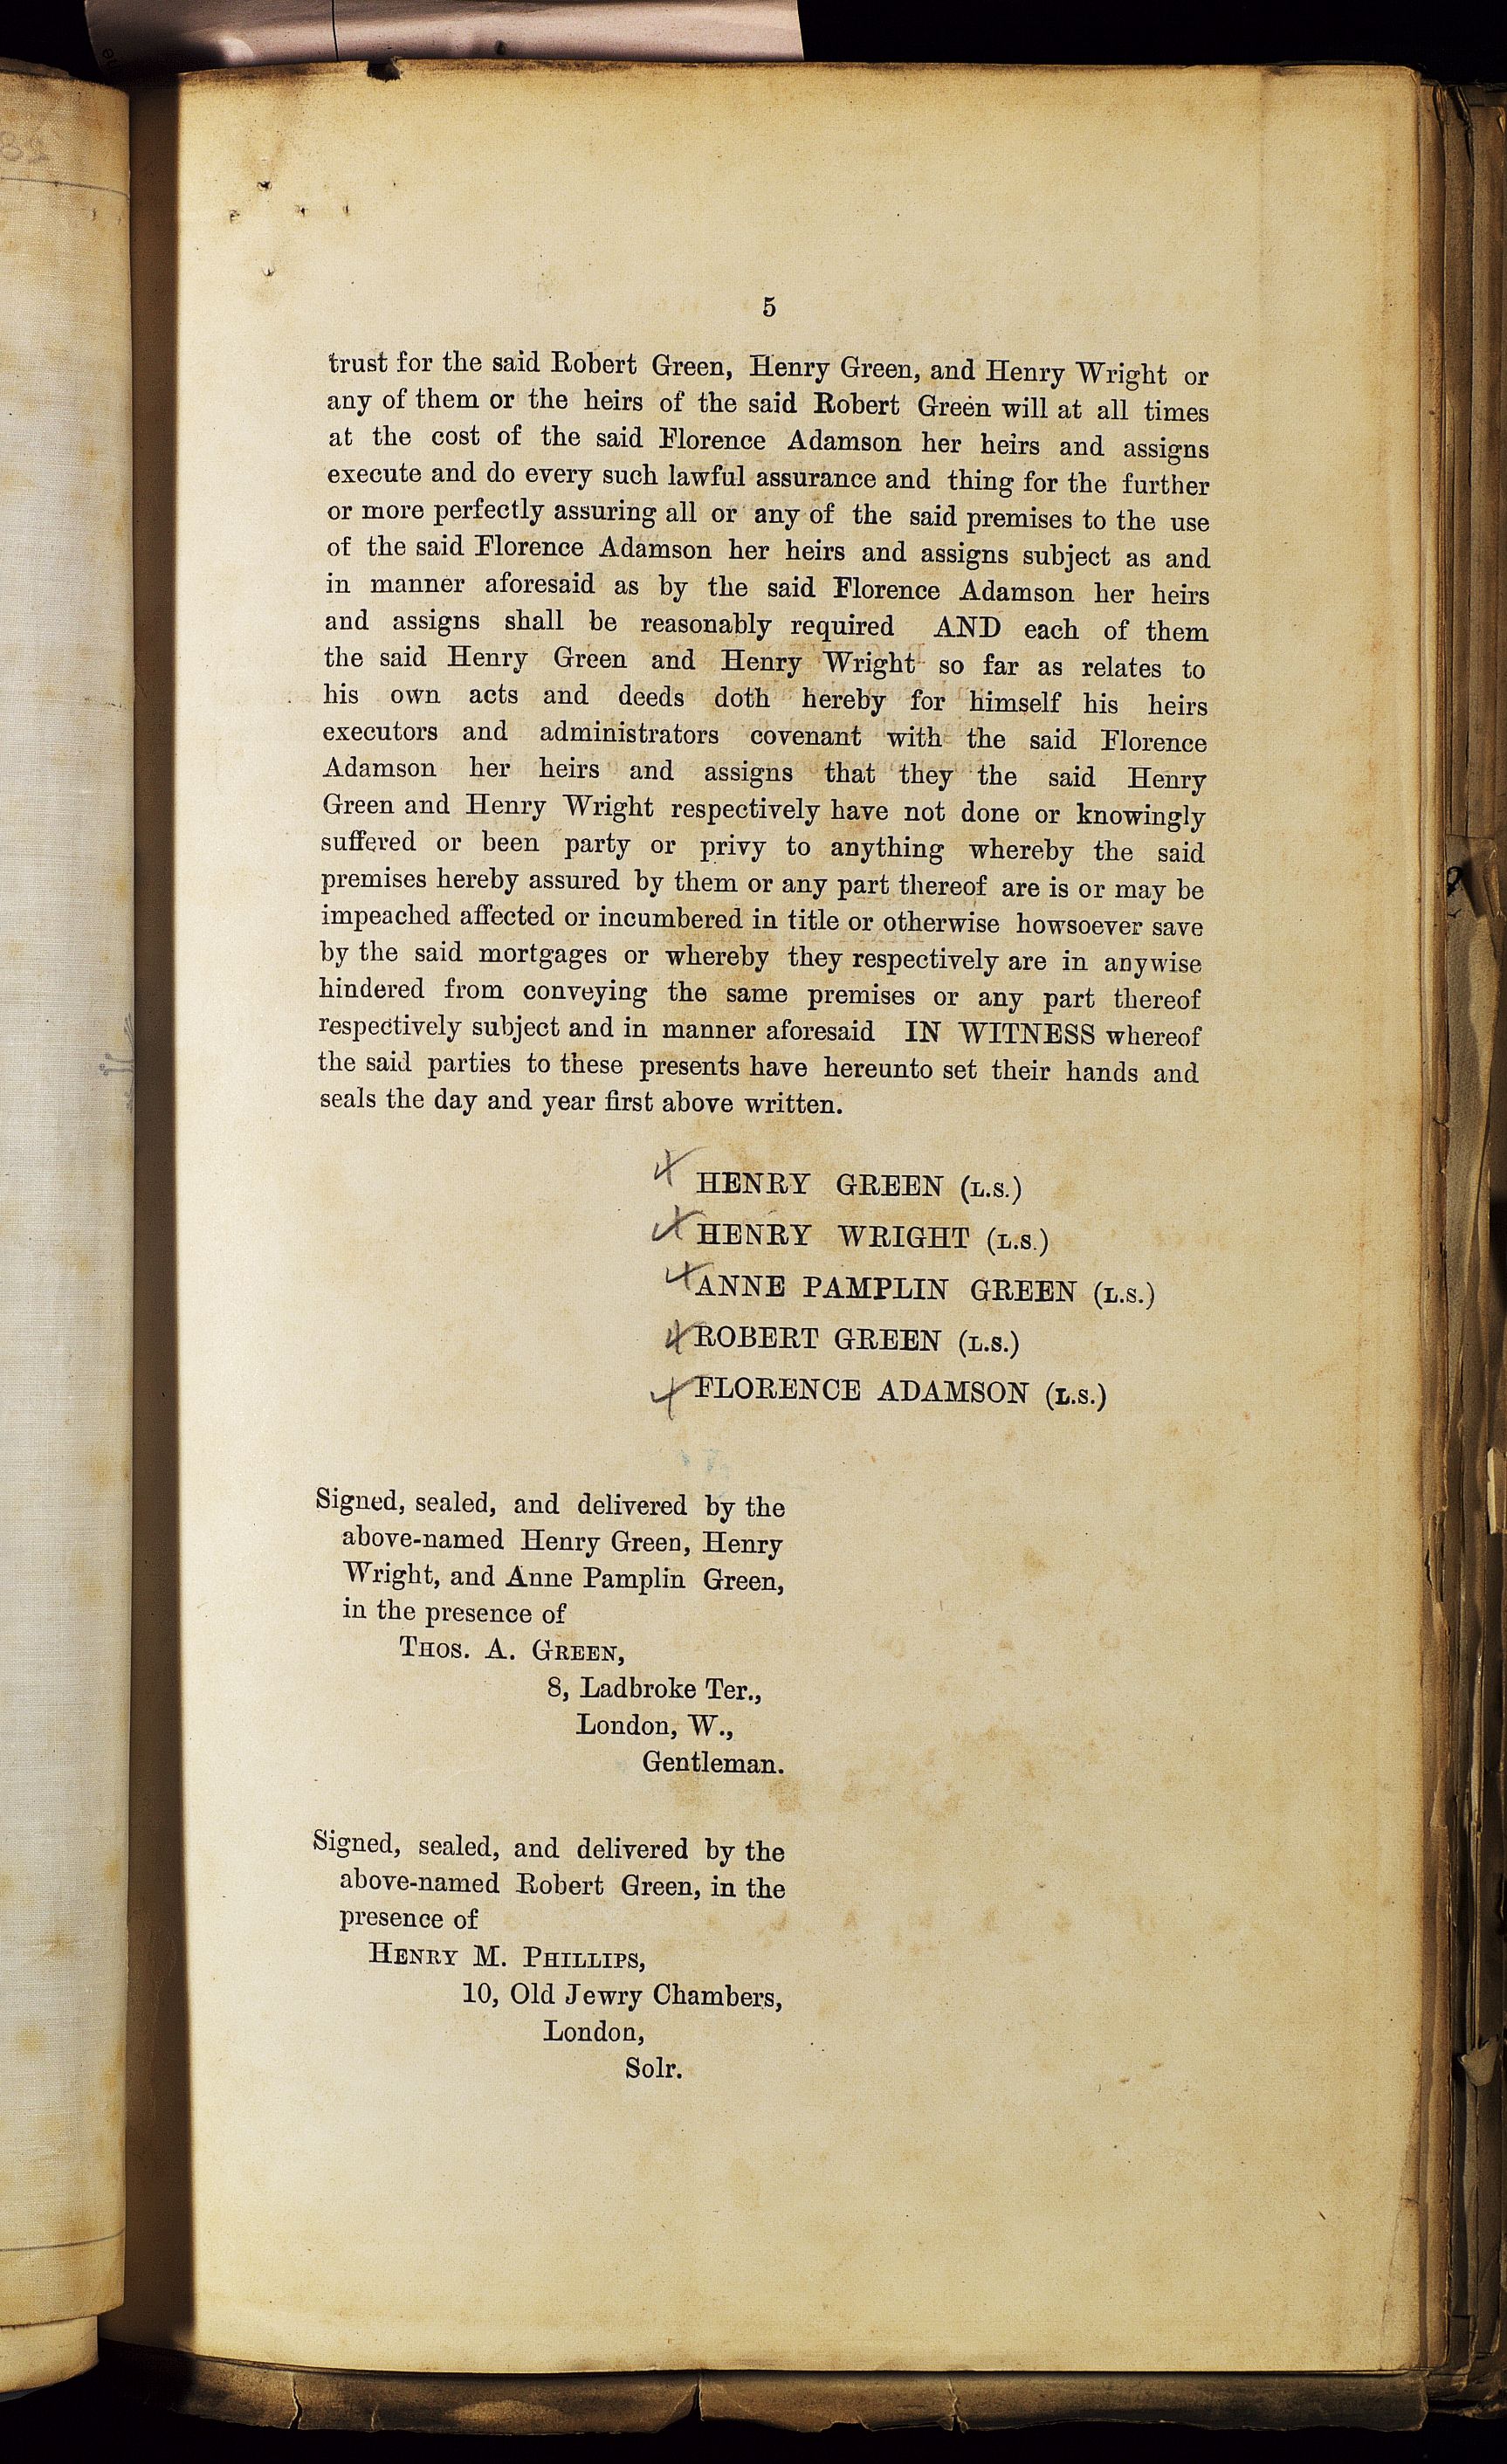 5
trust for the said Robert Green, Henry Green, and Henry Wright or
any of them or the heirs of the said Robert Green will at all times
at the cost of the said Florence Adamson her heirs and assigns
execute and do every such lawful assurance and thing for the further
or more perfectly assuring all or any of the said premises to the use
of the said Florence Adamson her heirs and assigns subject as and
in manner aforesaid as by the said Florence Adamson her heirs
and assigns shall be reasonably required AND each of them
the said Henry Green and Henry Wright so far as relates to
his own acts and deeds doth hereby for himself his heirs
executors and administrators covenant with the said Florence
Adamson her heirs and assigns that they the said Henry
Green and Henry Wright respectively have not done or knowingly
suffered or been party or privy to anything whereby the said
premises hereby assured by them or any part thereof are is or may be
impeached affected or incumbered in title or otherwise howsoever save
by the said mortgages or whereby they respectively are in anywise
hindered from conveying the same premises or any part thereof
respectively subject and in manner aforesaid IN WITNESS whereof
the said parties to these presents have hereunto set their hands and
seals the day and year first above written.
HENRY GREEN (L.S.)
HENRY WRIGHT (L.S.)
ANNE PAMPLIN GREEN (L.S.)
ROBERT GREEN (L.S.)
FLORENCE ADAMSON (L.S.)
Signed, sealed, and delivered by the
above-named Henry Green, Henry
Wright, and Anne Pamplin Green,
in the presence of
THOS. A. GREEN,
8, Ladbroke Ter.,
London, W.,
Gentleman.
Signed, sealed, and delivered by the
above-named Robert Green, in the
presence of
HENRY M. PHILLIPS,
10, Old Jewry Chambers,
London,
Solr.